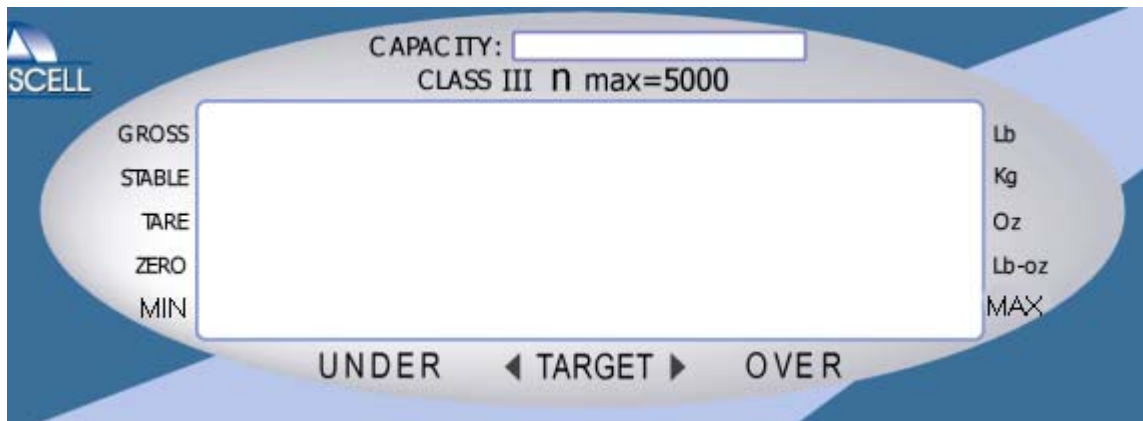 CAPACITY:
CLASS III n max=5000
SCELL
GROSS Lb
STABLE Kg
TARE Oz
ZERO Lb-oz
MIN MAX
UNDER ◀ TARGET ▶ OVER